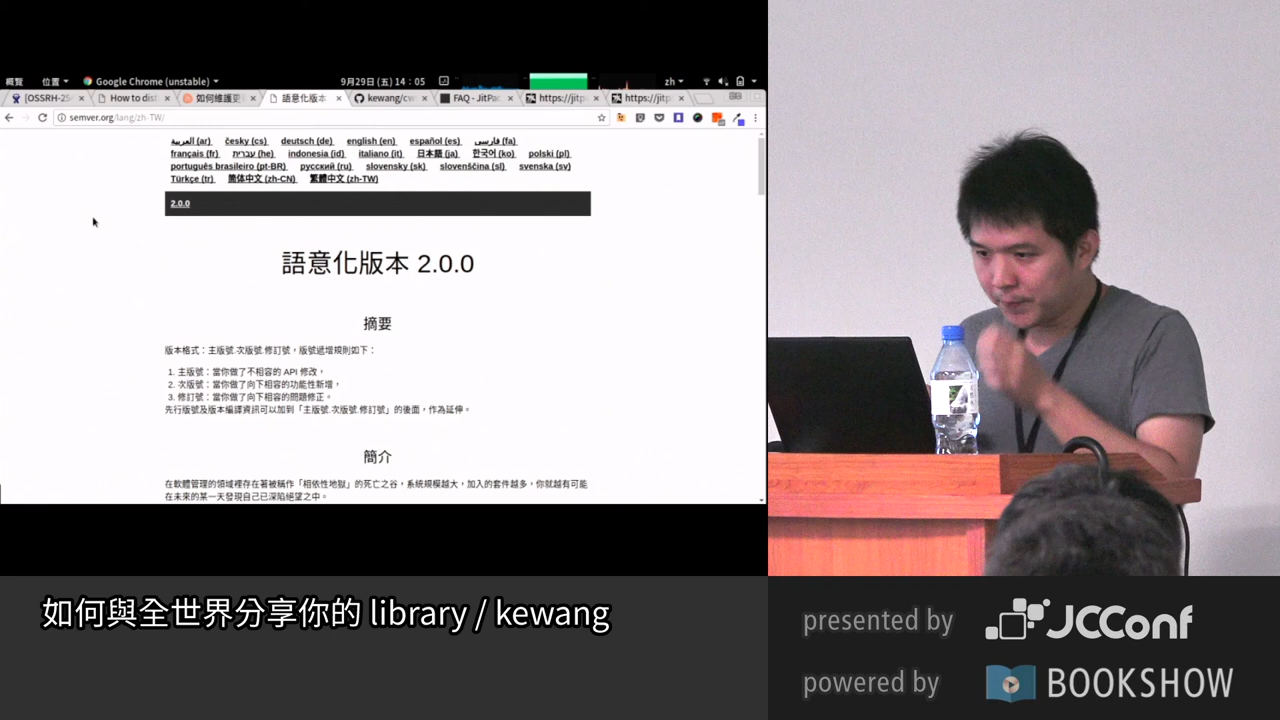 概覽 位置 Google Chrome (unstable) 9月29日 (五) 14：05 zh
[OSSRH-25 How to dist 如何維護更 語意化版本 kewang/cw FAQ - JitPac https://jitp https://jitp
semver.org/lang/zh-TW/
العربية (ar) česky (cs) deutsch (de) english (en) español (es) فارسی (fa)
français (fr) עברית (he) indonesia (id) italiano (it) 日本語 (ja) 한국어 (ko) polski (pl)
português brasileiro (pt-BR) русский (ru) slovensky (sk) slovenščina (sl) svenska (sv)
Türkçe (tr) 简体中文 (zh-CN) 繁體中文 (zh-TW)
2.0.0
語意化版本 2.0.0
摘要
版本格式：主版號.次版號.修訂號，版號遞增規則如下：
1. 主版號：當你做了不相容的 API 修改，
2. 次版號：當你做了向下相容的功能性新增，
3. 修訂號：當你做了向下相容的問題修正。
先行版號及版本編譯資訊可以加到「主版號.次版號.修訂號」的後面，作為延伸。
簡介
在軟體管理的領域裡存在著被稱作「相依性地獄」的死亡之谷，系統規模越大，加入的套件越多，你就越有可能
在未來的某一天發現自己已深陷絕望之中。
如何與全世界分享你的 library / kewang
presented by JCConf
powered by BOOKSHOW